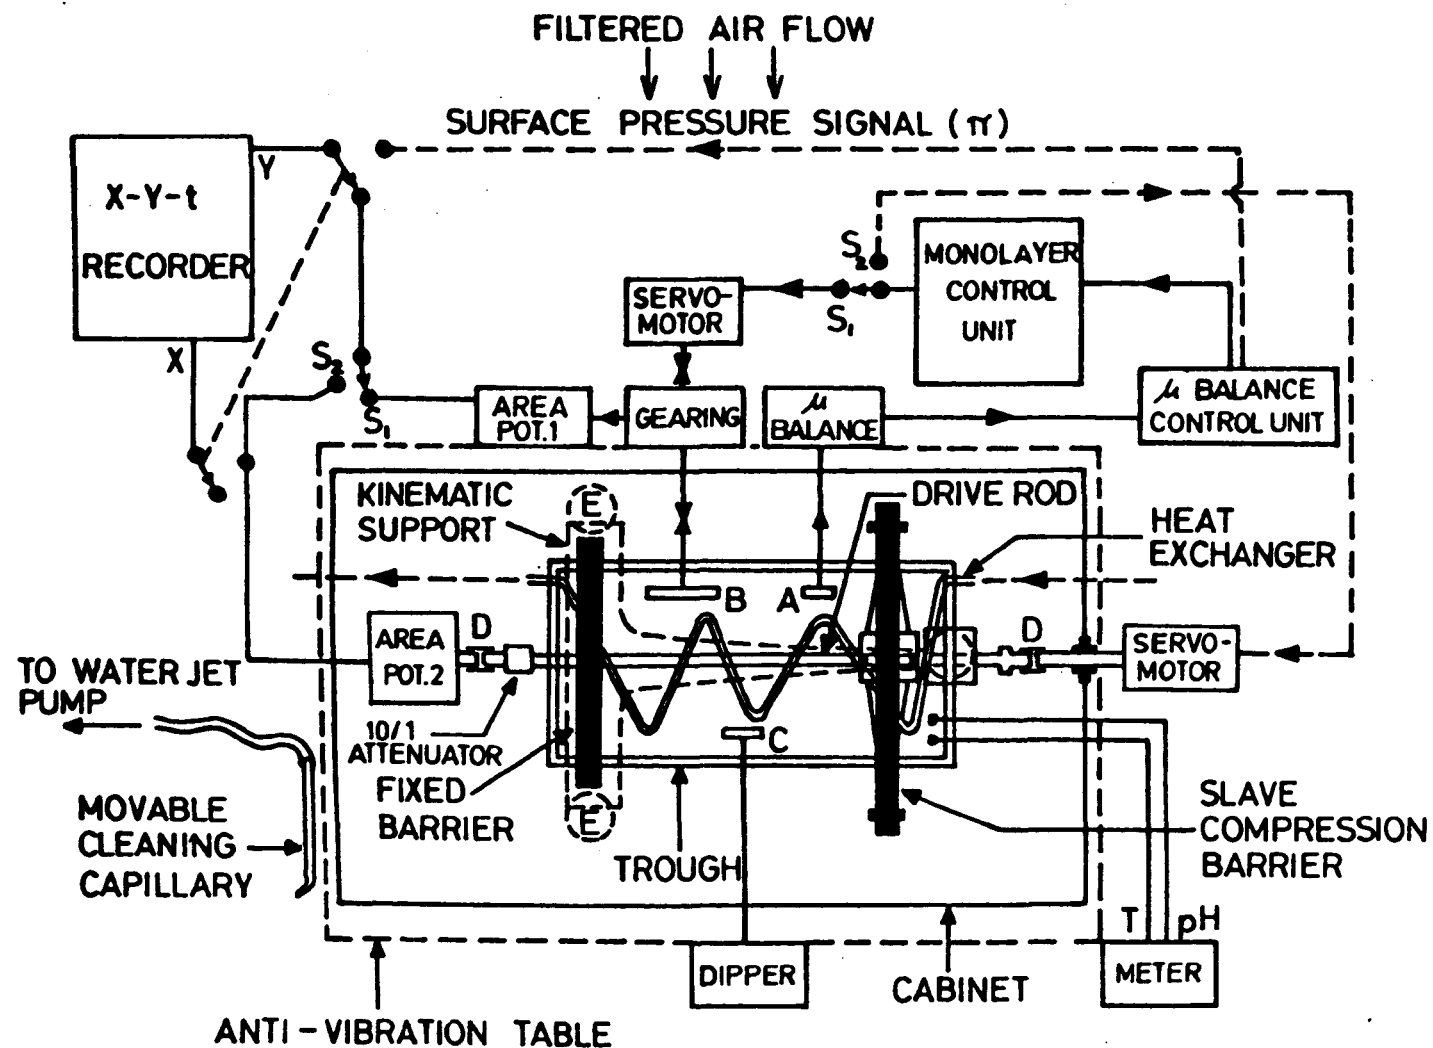 FILTERED AIR FLOW
SURFACE PRESSURE SIGNAL (π)
Y
X-Y-t
RECORDER
X
S₂
S₁
MONOLAYER
CONTROL
UNIT
SERVO-
MOTOR
S₂
S₁
AREA
POT.1
GEARING
μ
BALANCE
μ BALANCE
CONTROL UNIT
KINEMATIC
SUPPORT
E
DRIVE ROD
HEAT
EXCHANGER
B
A
AREA
POT.2
D
D
SERVO-
MOTOR
TO WATER JET
PUMP
10/1
ATTENUATOR
C
FIXED
BARRIER
E
MOVABLE
CLEANING
CAPILLARY
TROUGH
SLAVE
COMPRESSION
BARRIER
T
pH
DIPPER
CABINET
METER
ANTI-VIBRATION TABLE